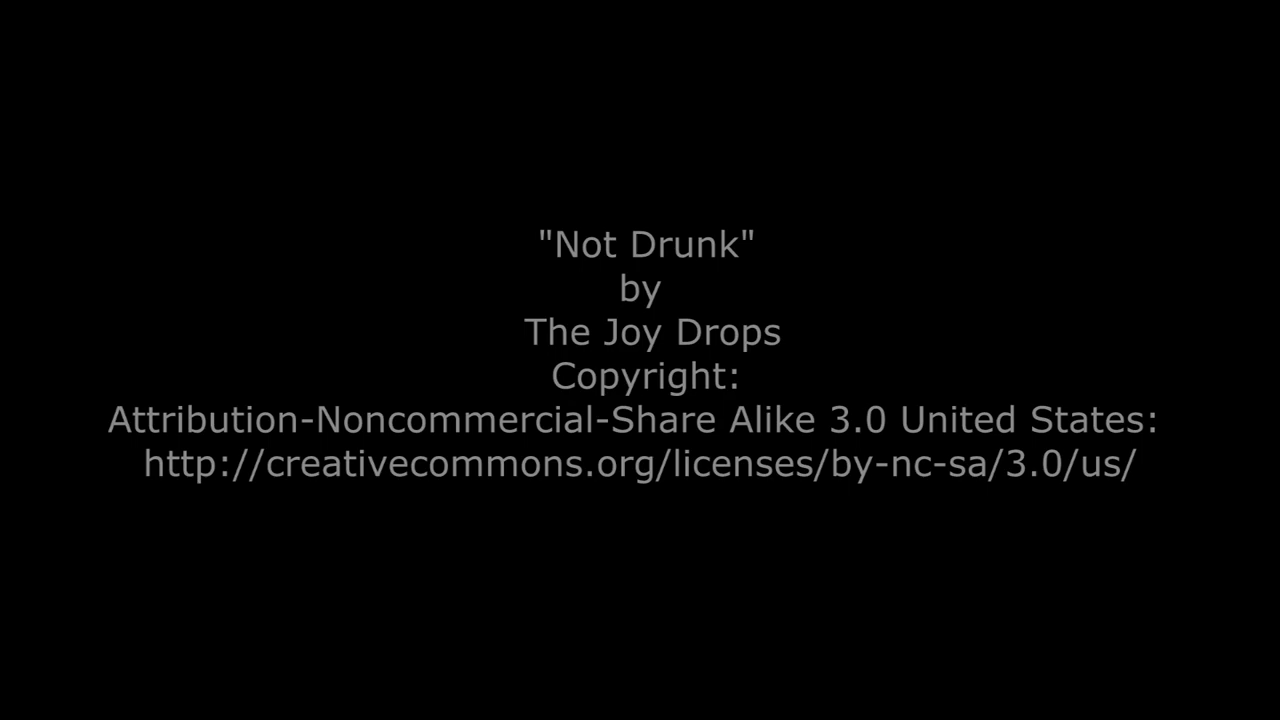 "Not Drunk"
by
The Joy Drops
Copyright:
Attribution-Noncommercial-Share Alike 3.0 United States:
http://creativecommons.org/licenses/by-nc-sa/3.0/us/